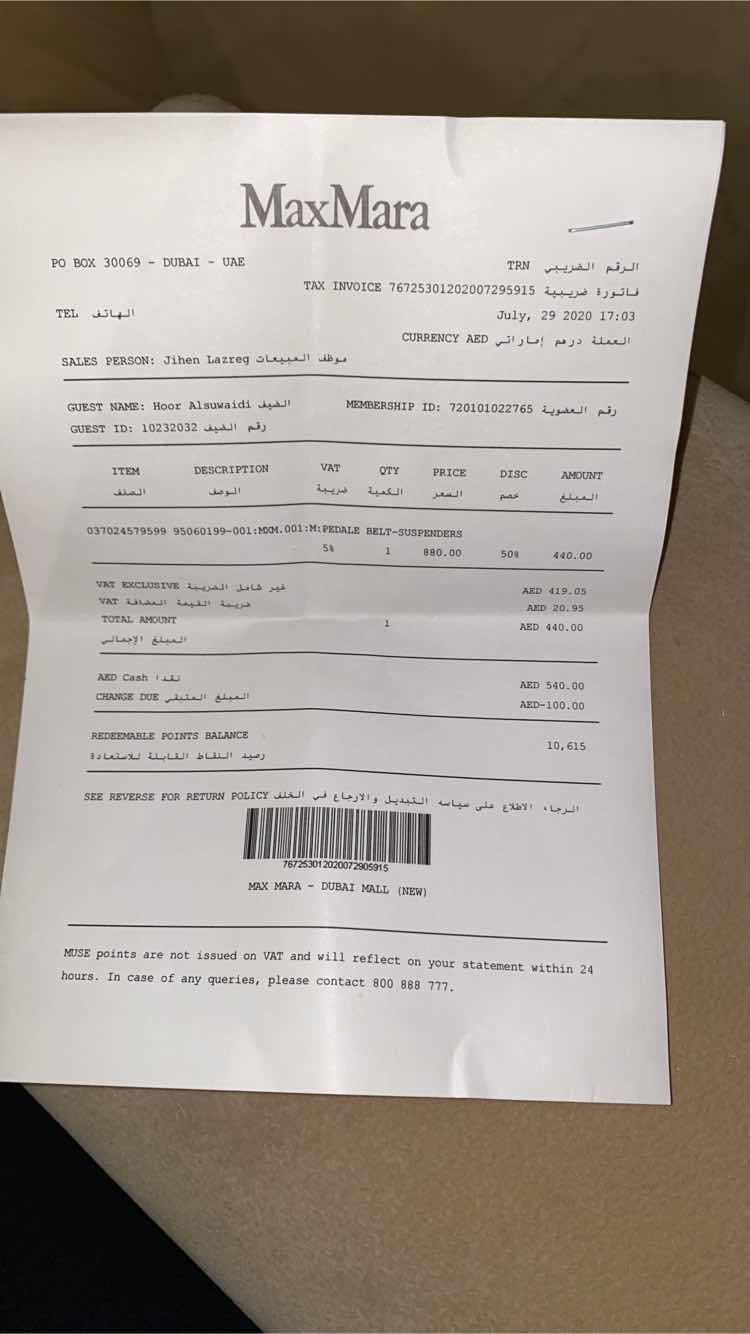 MaxMara
PO BOX 30069 - DUBAI - UAE
TRN الرقم الضريبي
TAX INVOICE 76725301202007295915 فاتورة ضريبية
TEL الهاتف
July, 29 2020 17:03
CURRENCY AED العملة درهم إماراتي
SALES PERSON: Jihen Lazreg موظف المبيعات
GUEST NAME: Hoor Alsuwaidi الضيف
MEMBERSHIP ID: 720101022765 رقم العضوية
GUEST ID: 10232032 رقم الضيف
ITEM DESCRIPTION VAT QTY PRICE DISC AMOUNT
الصنف الوصف ضريبة الكمية السعر خصم المبلغ
037024579599 95060199-001:MXM.001:M:PEDALE BELT-SUSPENDERS
5% 1 880.00 50% 440.00
VAT EXCLUSIVE غير شامل الضريبة AED 419.05
VAT ضريبة القيمة المضافة AED 20.95
TOTAL AMOUNT 1 AED 440.00
المبلغ الإجمالي
AED Cash نقدا AED 540.00
CHANGE DUE المبلغ المتبقي AED-100.00
REDEEMABLE POINTS BALANCE 10,615
رصيد النقاط القابلة للاستعادة
SEE REVERSE FOR RETURN POLICY الرجاء الاطلاع على سياسه التبديل والارجاع في الخلف
767253012020072905915
MAX MARA - DUBAI MALL (NEW)
MUSE points are not issued on VAT and will reflect on your statement within 24
hours. In case of any queries, please contact 800 888 777.